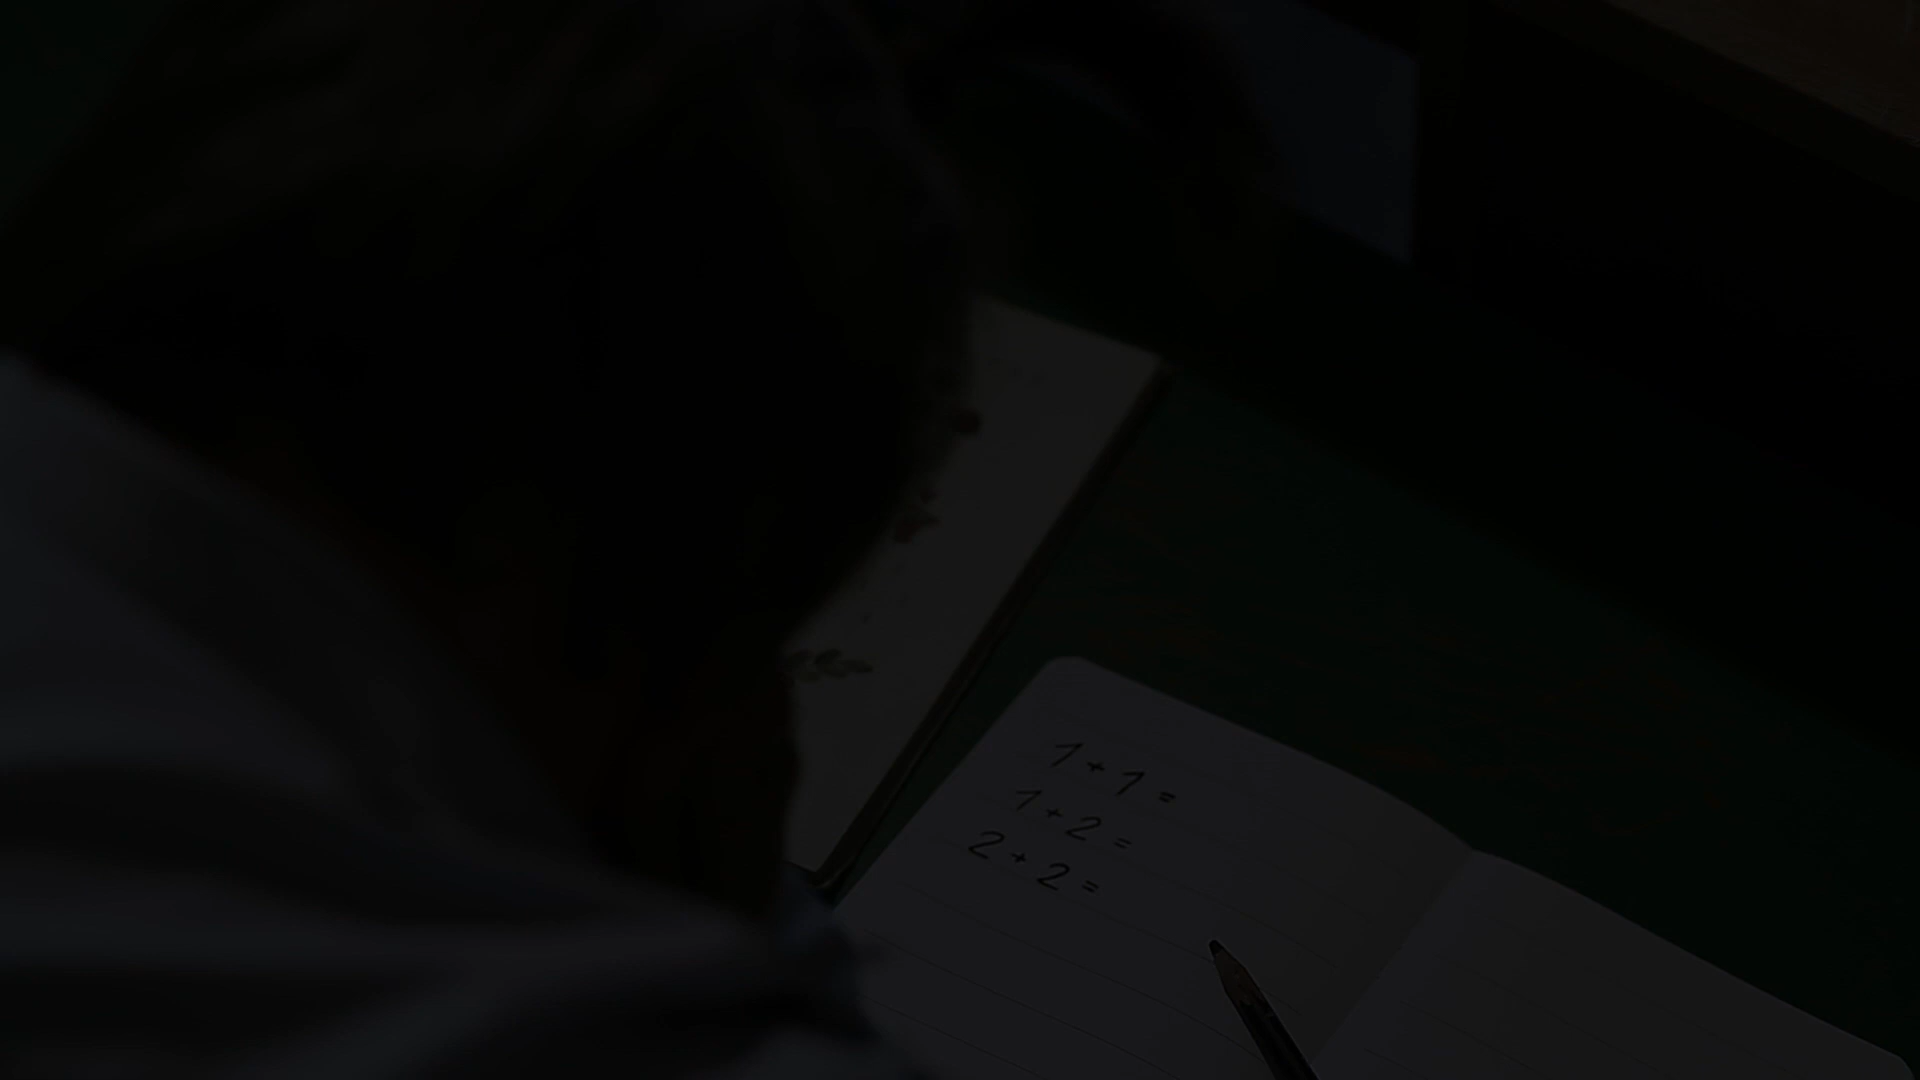 1 + 1 =
1 + 2 =
2 + 2 =